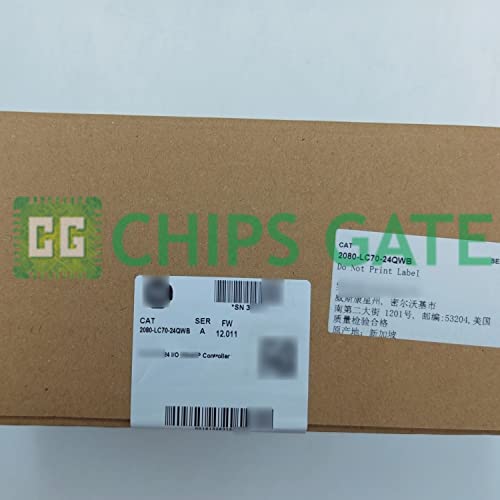 CG CHIPS GATE
CAT
2080-LC70-24QWB
Do Not Print Label
SE
威斯康星州、密尔沃基市
南第二大街 1201号, 邮编:53204,美国
质量检验合格
原产地: 新加坡
*SN 3
CAT SER FW
2080-LC70-24QWB A 12.011
24 I/O Controller